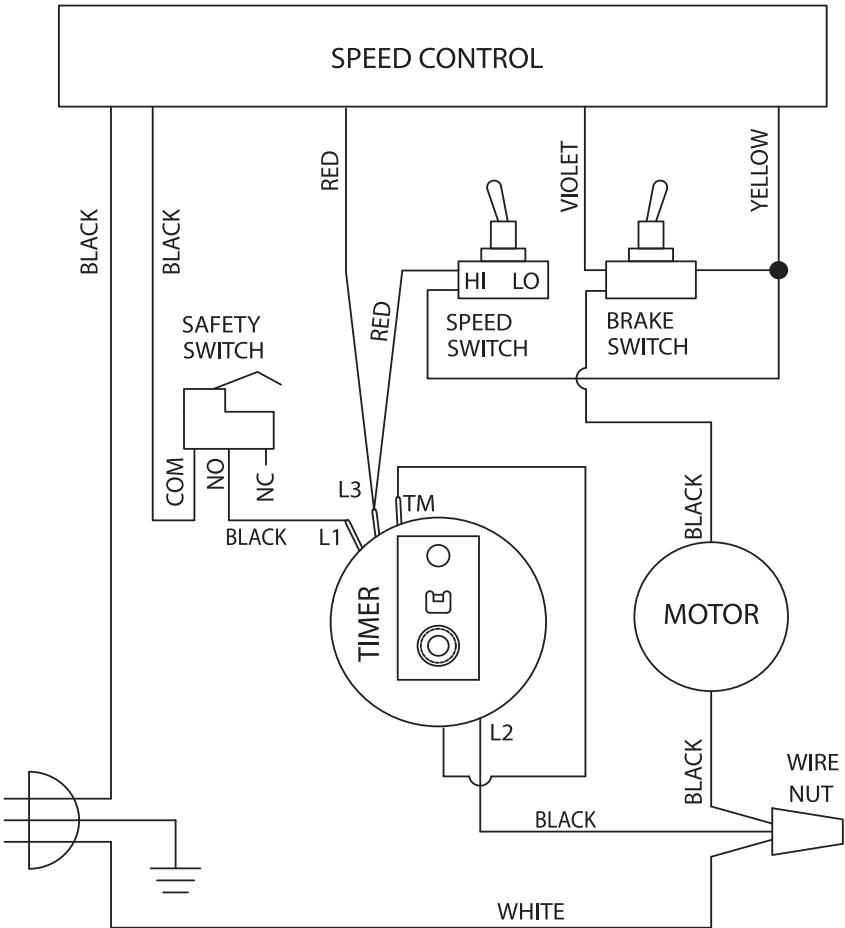 SPEED CONTROL
BLACK
BLACK
RED
VIOLET
YELLOW
RED
HI LO
SPEED
SWITCH
BRAKE
SWITCH
SAFETY
SWITCH
COM
NO
NC
BLACK
L1
L3
TM
TIMER
L2
BLACK
MOTOR
BLACK
WIRE
NUT
BLACK
WHITE